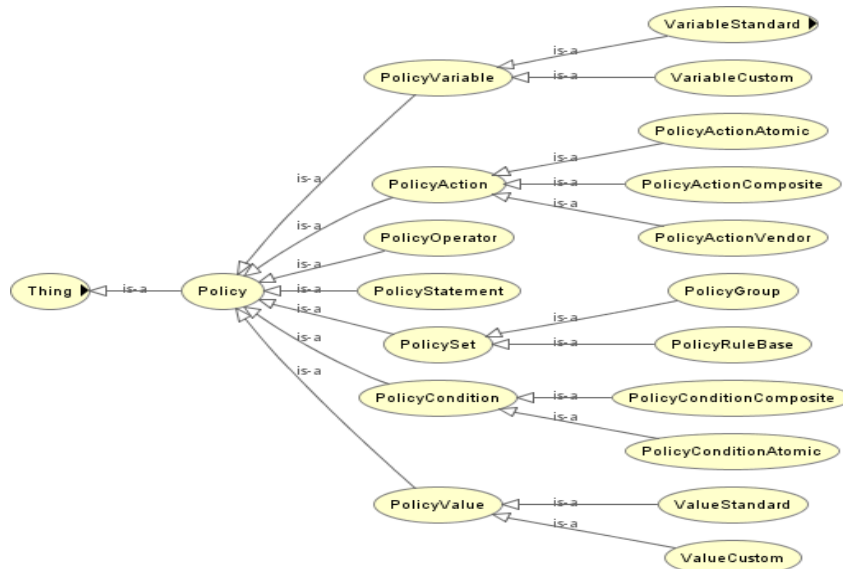 VariableStandard
is-a
PolicyVariable
is-a
VariableCustom
PolicyActionAtomic
is-a
is-a
PolicyAction
is-a
PolicyActionComposite
is-a
is-a
PolicyOperator
PolicyActionVendor
is-a
Thing
is-a
Policy
is-a
PolicyStatement
PolicyGroup
is-a
is-a
PolicySet
is-a
PolicyRuleBase
is-a
is-a
PolicyCondition
is-a
PolicyConditionComposite
is-a
PolicyConditionAtomic
PolicyValue
is-a
ValueStandard
is-a
ValueCustom